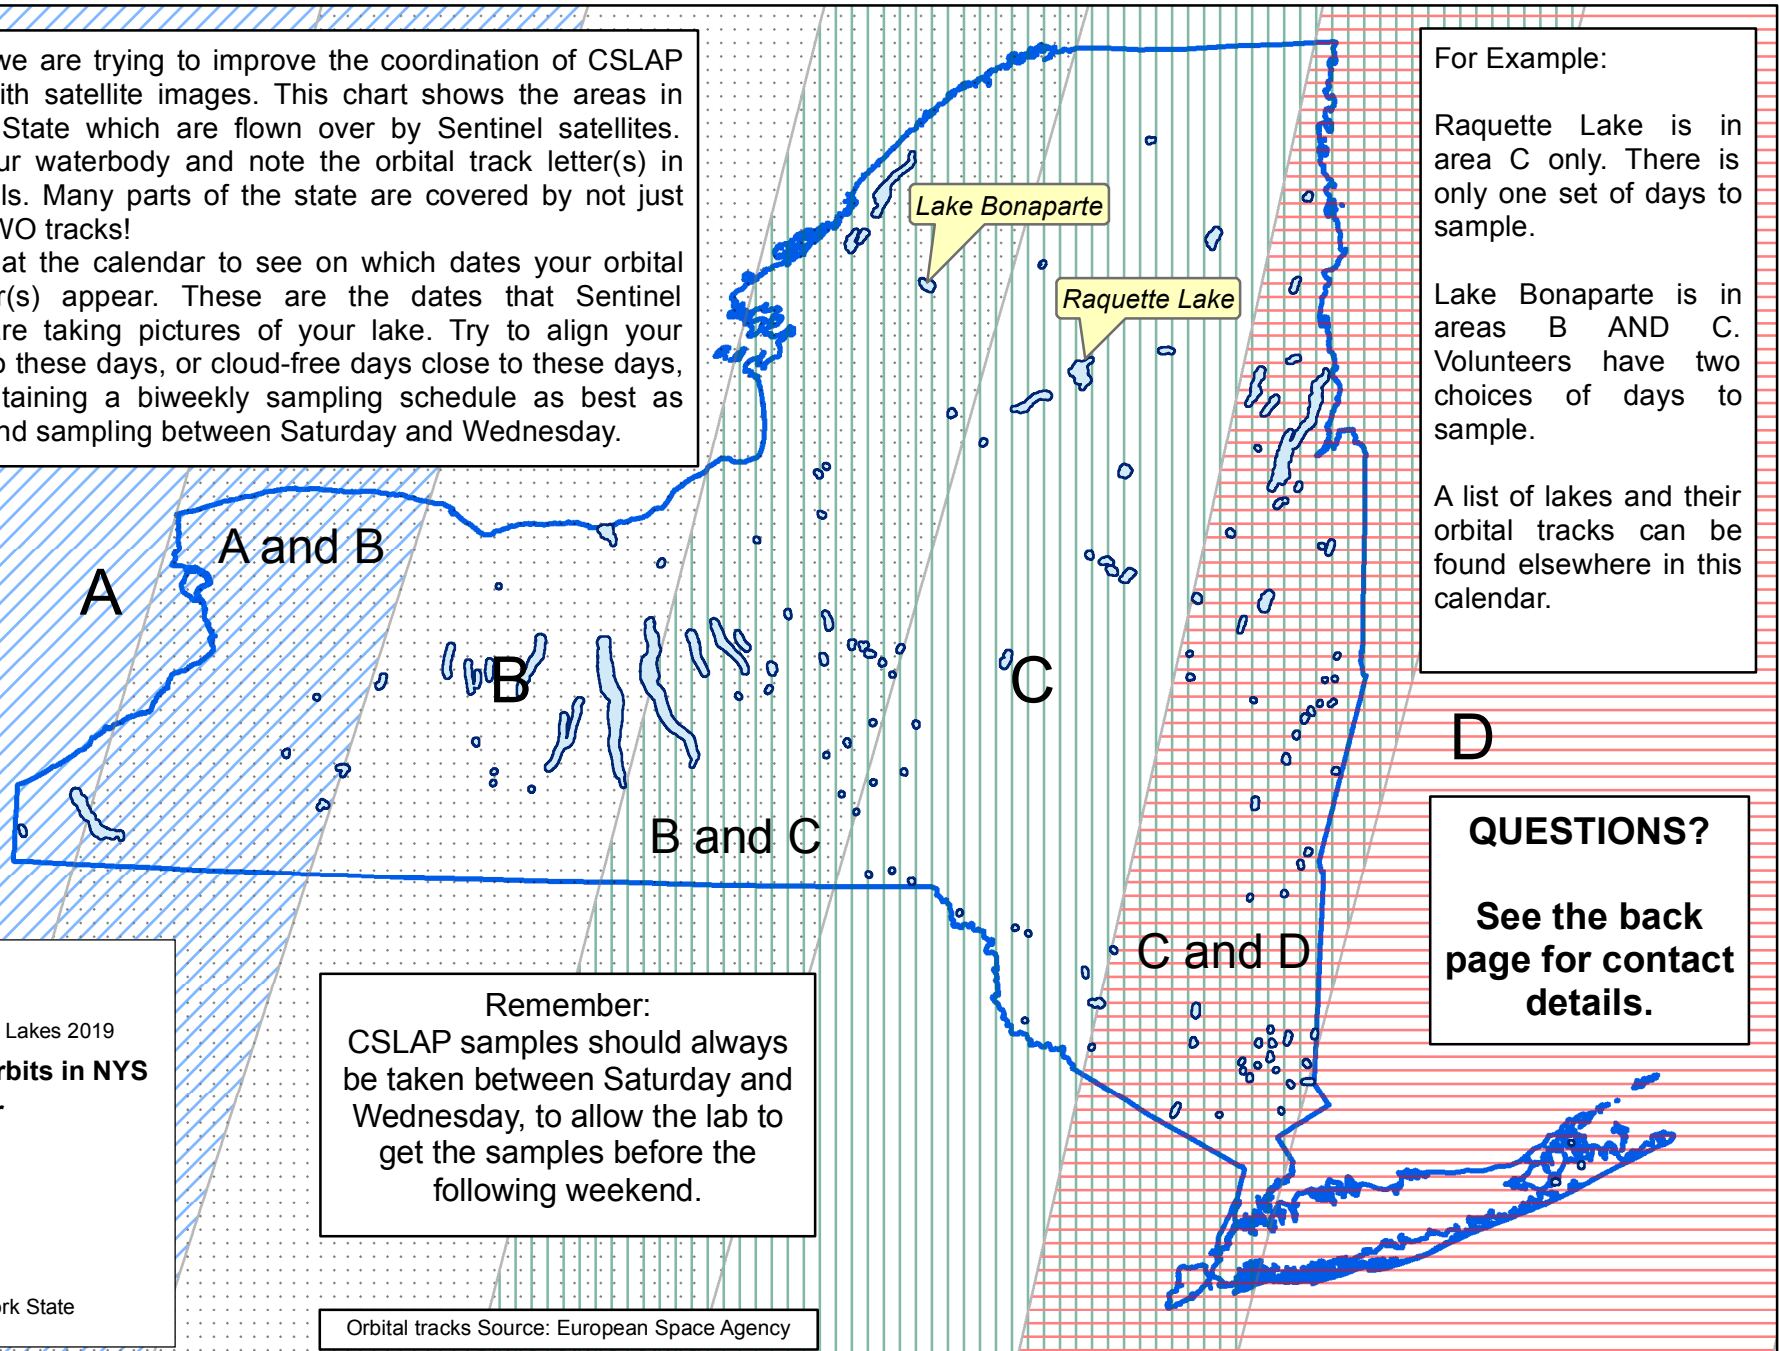 we are trying to improve the coordination of CSLAP
ith satellite images. This chart shows the areas in
State which are flown over by Sentinel satellites.
ur waterbody and note the orbital track letter(s) in
ls. Many parts of the state are covered by not just
WO tracks!
at the calendar to see on which dates your orbital
r(s) appear. These are the dates that Sentinel
re taking pictures of your lake. Try to align your
o these days, or cloud-free days close to these days,
taining a biweekly sampling schedule as best as
nd sampling between Saturday and Wednesday.
For Example:
Raquette Lake is in
area C only. There is
only one set of days to
sample.
Lake Bonaparte is in
areas B AND C.
Volunteers have two
choices of days to
sample.
A list of lakes and their
orbital tracks can be
found elsewhere in this
calendar.
Lake Bonaparte
Raquette Lake
A and B
A
B
C
D
B and C
C and D
QUESTIONS?
See the back
page for contact
details.
Lakes 2019
rbits in NYS
r
rk State
Remember:
CSLAP samples should always
be taken between Saturday and
Wednesday, to allow the lab to
get the samples before the
following weekend.
Orbital tracks Source: European Space Agency